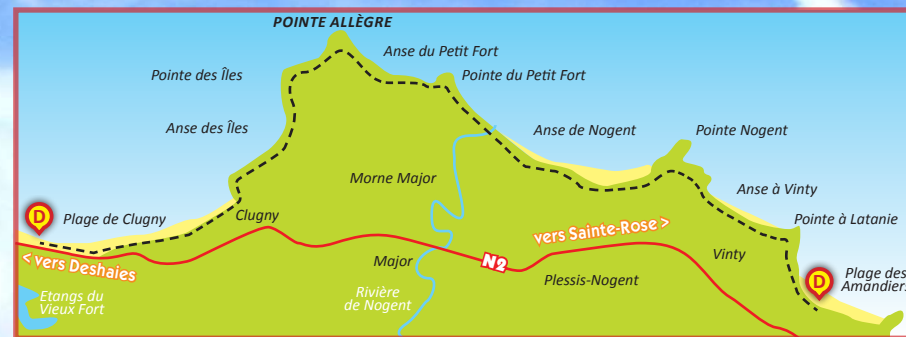 POINTE ALLÈGRE
Anse du Petit Fort
Pointe des Îles
Pointe du Petit Fort
Anse des Îles
Anse de Nogent
Pointe Nogent
Morne Major
Anse à Vinty
Plage de Clugny
Clugny
Pointe à Latanie
D
vers Sainte-Rose >
< vers Deshaies
Major
N2
Vinty
Plage des
Amandiers
D
Plessis-Nogent
Etangs du
Vieux Fort
Rivière
de Nogent